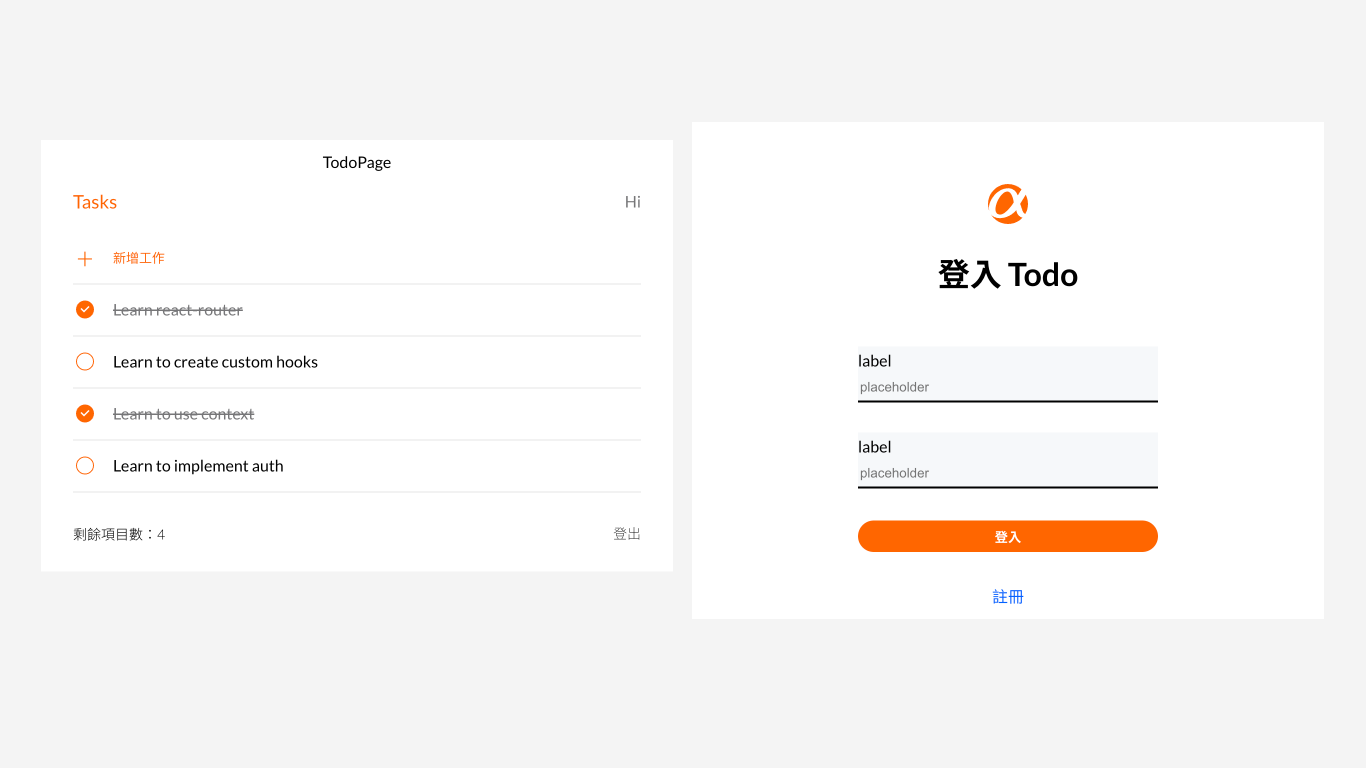 TodoPage
Tasks
Hi
新增工作
Learn react-router
Learn to create custom hooks
Learn to use context
Learn to implement auth
剩餘項目數：4
登出
登入 Todo
label
placeholder
label
placeholder
登入
註冊